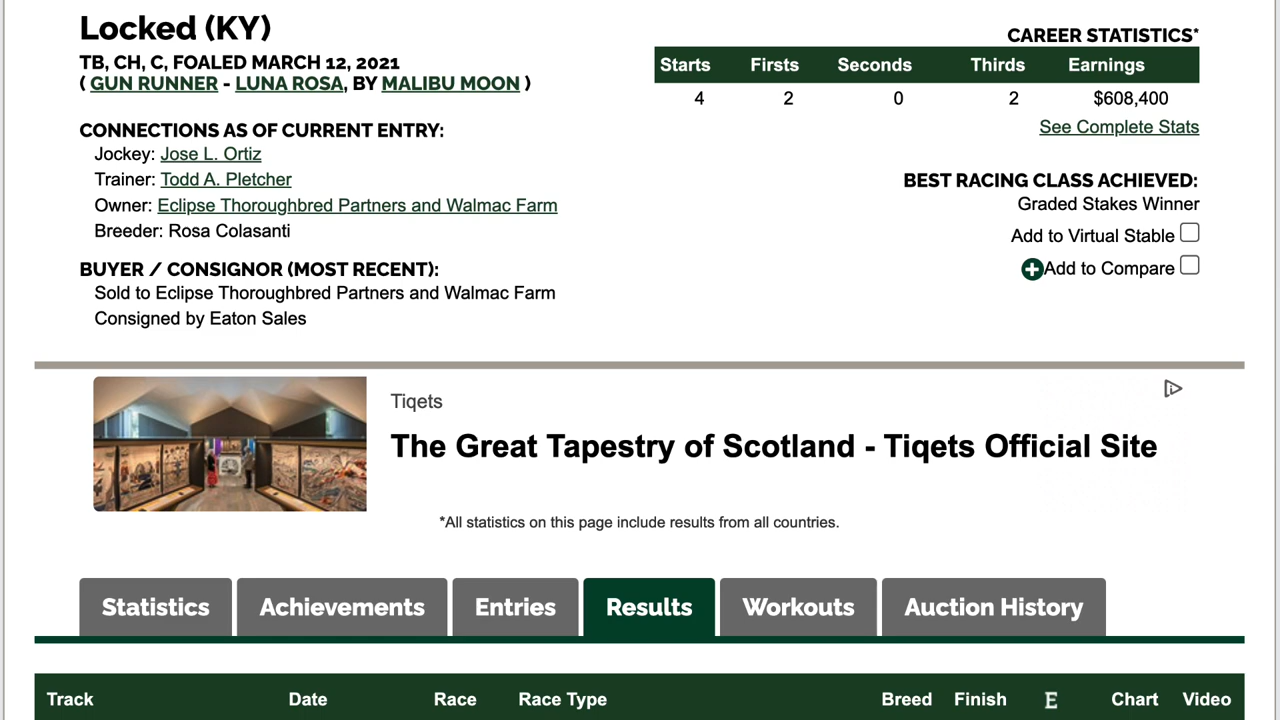 Locked (KY)
TB, CH, C, FOALED MARCH 12, 2021
( GUN RUNNER - LUNA ROSA, BY MALIBU MOON )
CONNECTIONS AS OF CURRENT ENTRY:
Jockey: Jose L. Ortiz
Trainer: Todd A. Pletcher
Owner: Eclipse Thoroughbred Partners and Walmac Farm
Breeder: Rosa Colasanti
BUYER / CONSIGNOR (MOST RECENT):
Sold to Eclipse Thoroughbred Partners and Walmac Farm
Consigned by Eaton Sales
CAREER STATISTICS*
Starts Firsts Seconds Thirds Earnings
4 2 0 2 $608,400
See Complete Stats
BEST RACING CLASS ACHIEVED:
Graded Stakes Winner
Add to Virtual Stable
Add to Compare
Tiqets
The Great Tapestry of Scotland - Tiqets Official Site
*All statistics on this page include results from all countries.
Statistics Achievements Entries Results Workouts Auction History
Track Date Race Race Type Breed Finish E Chart Video